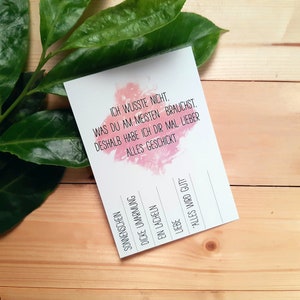 ICH WUSSTE NICHT,
WAS DU AM MEISTEN BRAUCHST.
DESHALB HABE ICH DIR MAL LIEBER
ALLES GESCHICKT
SONNENSCHEIN
DICKE UMARMUNG
EIN LÄCHELN
LIEBE
"ALLES WIRD GUT!"